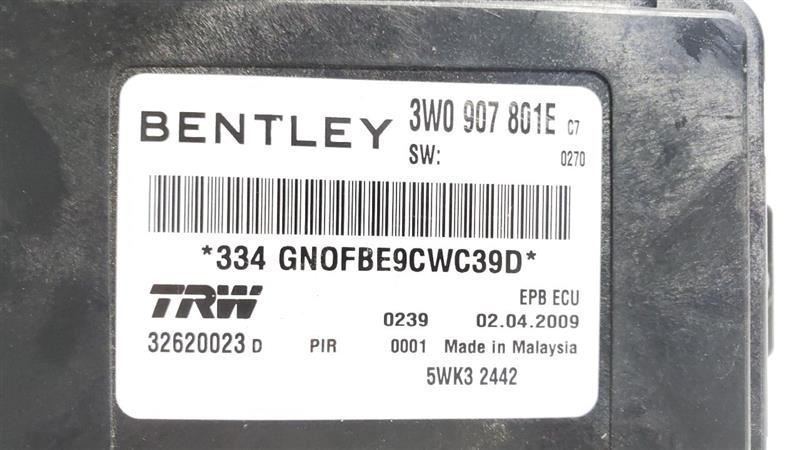 BENTLEY 3W0 907 801E C7
SW: 0270
*334 GNOFBE9CWC39D*
TRW EPB ECU
0239 02.04.2009
32620023 D PIR 0001 Made in Malaysia
5WK3 2442